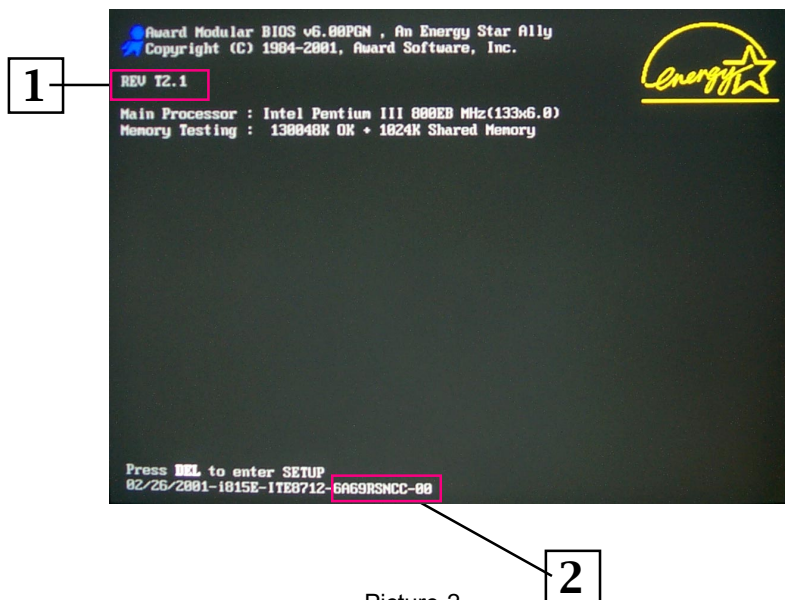 Award Modular BIOS v6.00PGN , An Energy Star Ally
Copyright (C) 1984-2001, Award Software, Inc.
energy
1
REV T2.1
Main Processor : Intel Pentium III 800EB MHz(133x6.0)
Memory Testing : 130048K OK + 1024K Shared Memory
Press DEL to enter SETUP
02/26/2001-i815E-ITE8712-6A69RSNCC-00
2